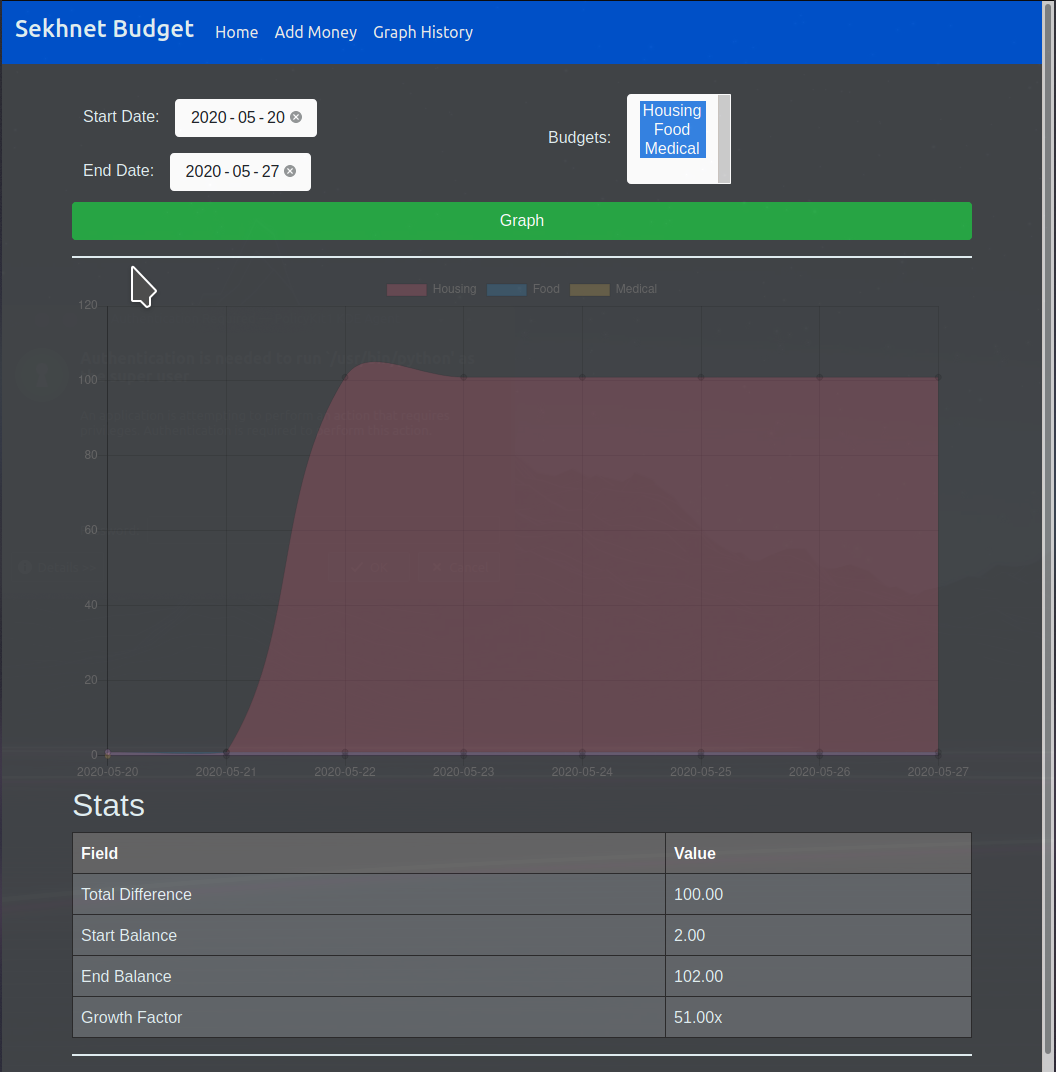 Sekhnet Budget Home Add Money Graph History
Start Date: 2020-05-20
End Date: 2020-05-27
Budgets:
Housing
Food
Medical
Graph
Housing Food Medical
120
100
80
60
40
20
0
2020-05-20 2020-05-21 2020-05-22 2020-05-23 2020-05-24 2020-05-25 2020-05-26 2020-05-27
Stats
Field Value
Total Difference 100.00
Start Balance 2.00
End Balance 102.00
Growth Factor 51.00x